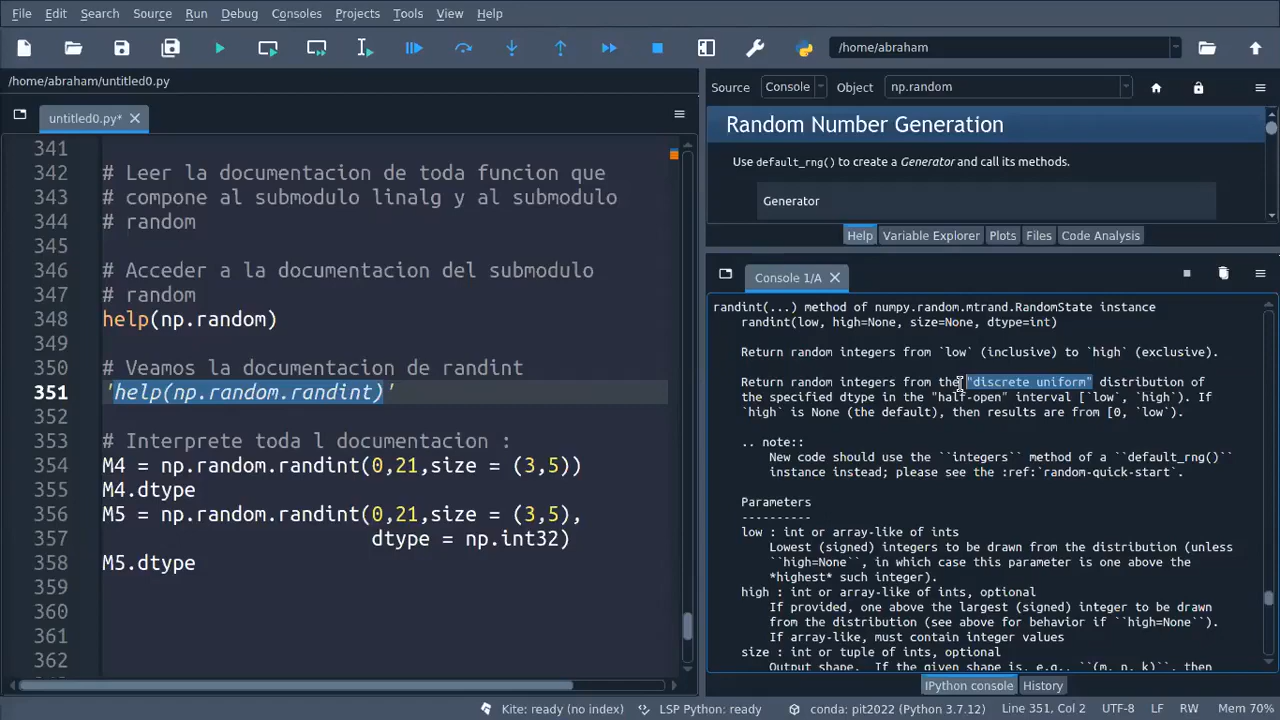 File Edit Search Source Run Debug Consoles Projects Tools View Help
/home/abraham
/home/abraham/untitled0.py
untitled0.py*
341
342 # Leer la documentacion de toda funcion que
343 # compone al submodulo linalg y al submodulo
344 # random
345
346 # Acceder a la documentacion del submodulo
347 # random
348 help(np.random)
349
350 # Veamos la documentacion de randint
351 'help(np.random.randint)'
352
353 # Interprete toda l documentacion :
354 M4 = np.random.randint(0,21,size = (3,5))
355 M4.dtype
356 M5 = np.random.randint(0,21,size = (3,5),
357 dtype = np.int32)
358 M5.dtype
359
360
361
362
Source Console Object np.random
Random Number Generation
Use default_rng() to create a Generator and call its methods.
Generator
Help Variable Explorer Plots Files Code Analysis
Console 1/A
randint(...) method of numpy.random.mtrand.RandomState instance
randint(low, high=None, size=None, dtype=int)
Return random integers from `low` (inclusive) to `high` (exclusive).
Return random integers from the "discrete uniform" distribution of
the specified dtype in the "half-open" interval [`low`, `high`). If
`high` is None (the default), then results are from [0, `low`).
.. note::
New code should use the ``integers`` method of a ``default_rng()``
instance instead; please see the :ref:`random-quick-start`.
Parameters
----------
low : int or array-like of ints
Lowest (signed) integers to be drawn from the distribution (unless
``high=None``, in which case this parameter is one above the
*highest* such integer).
high : int or array-like of ints, optional
If provided, one above the largest (signed) integer to be drawn
from the distribution (see above for behavior if ``high=None``).
If array-like, must contain integer values
size : int or tuple of ints, optional
Output shape. If the given shape is, e.g., ``(m, n, k)``, then
IPython console History
Kite: ready (no index) LSP Python: ready conda: pit2022 (Python 3.7.12) Line 351, Col 2 UTF-8 LF RW Mem 70%